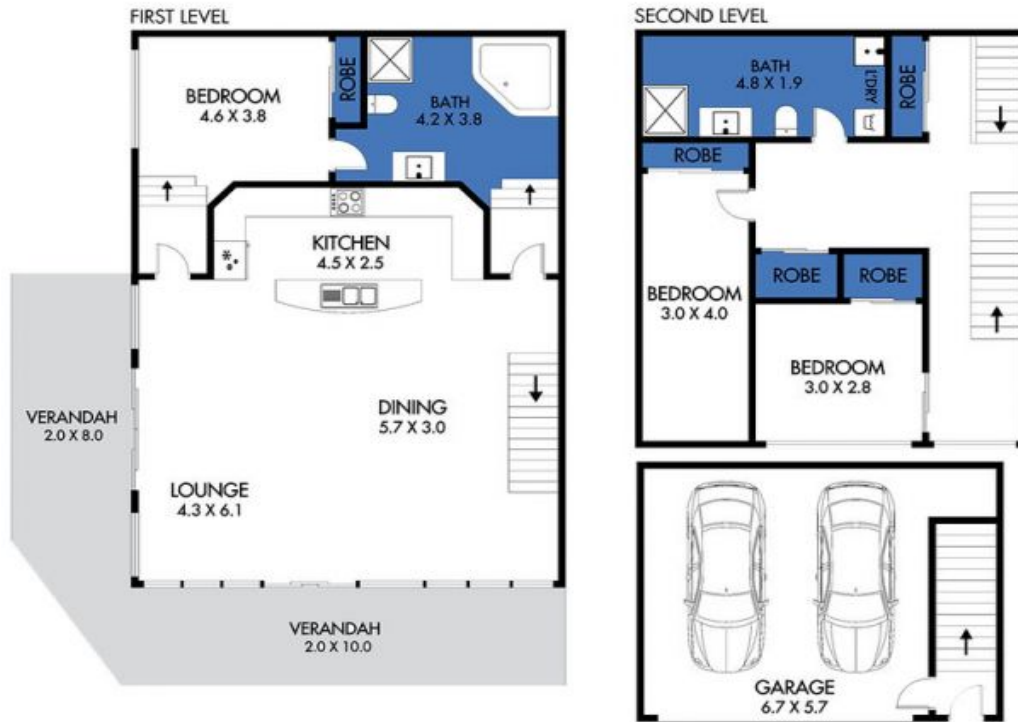 FIRST LEVEL
BEDROOM
4.6 X 3.8
ROBE
BATH
4.2 X 3.8
KITCHEN
4.5 X 2.5
VERANDAH
2.0 X 8.0
DINING
5.7 X 3.0
LOUNGE
4.3 X 6.1
VERANDAH
2.0 X 10.0
SECOND LEVEL
BATH
4.8 X 1.9
L'DRY
ROBE
ROBE
BEDROOM
3.0 X 4.0
ROBE
ROBE
BEDROOM
3.0 X 2.8
GARAGE
6.7 X 5.7